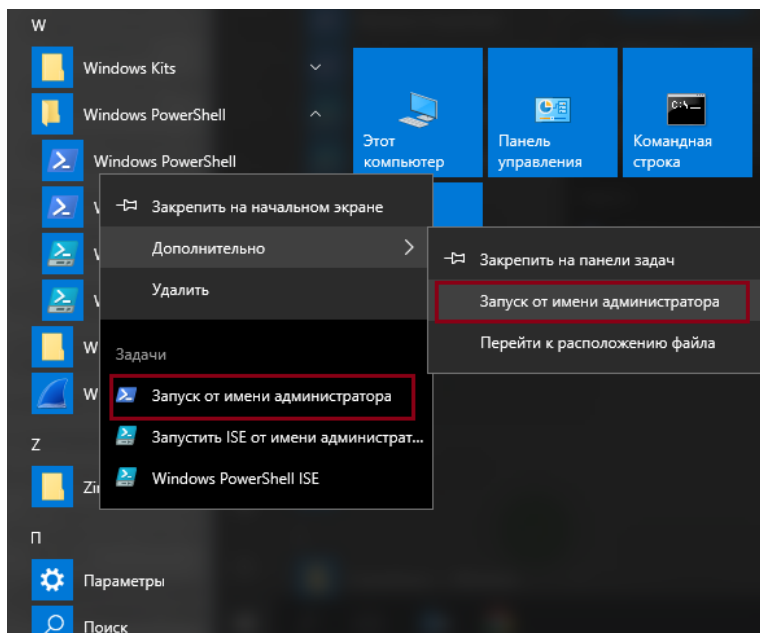 W
Windows Kits
Windows PowerShell
Windows PowerShell
Этот
компьютер
Панель
управления
C:\
Командная
строка
Закрепить на начальном экране
Дополнительно
Удалить
Задачи
Запуск от имени администратора
Запустить ISE от имени администрат...
Windows PowerShell ISE
Закрепить на панели задач
Запуск от имени администратора
Перейти к расположению файла
W
W
Z
Zi
П
Параметры
Поиск